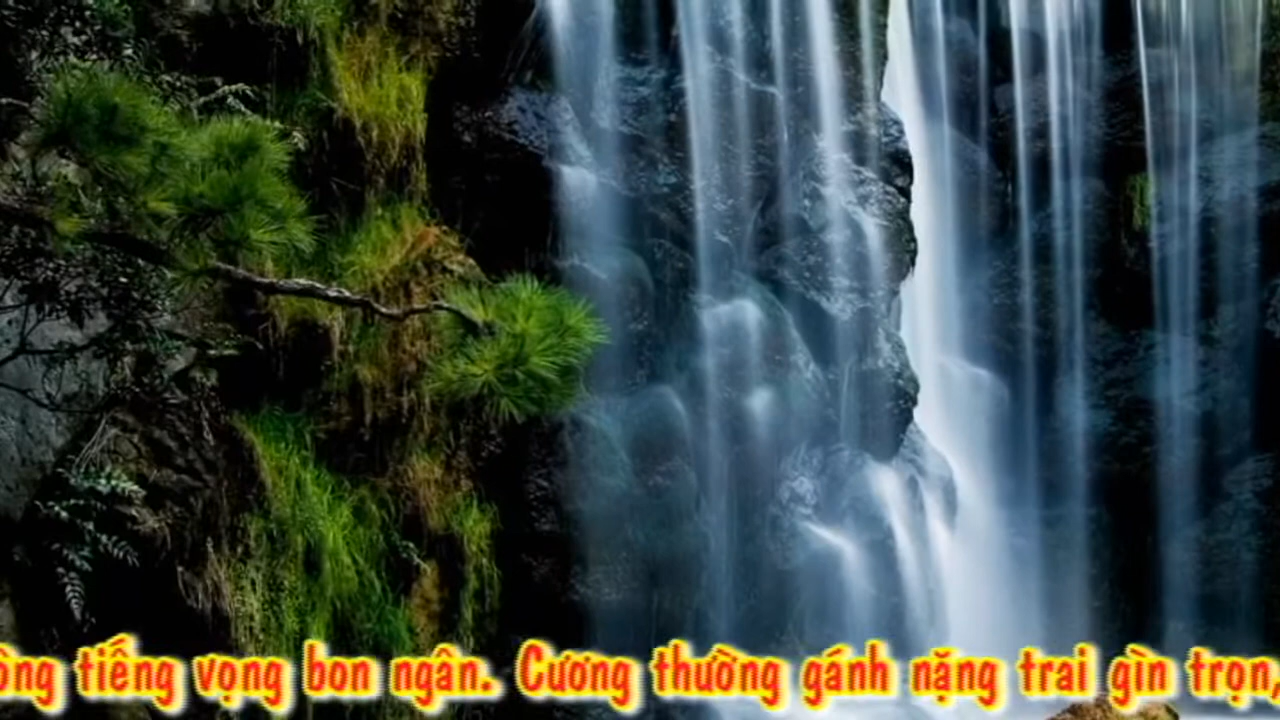 tiếng vọng bon ngân. Cương thường gánh nặng trai gìn trọn,